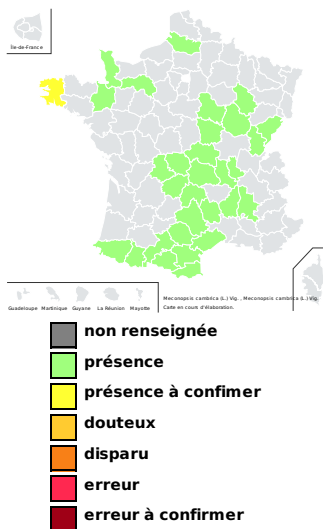 Île-de-France
Meconopsis cambrica (L.) Vig. , Meconopsis cambrica (L.) Vig.
Carte en cours d'élaboration.
Guadeloupe Martinique Guyane La Réunion Mayotte
non renseignée
présence
présence à confimer
douteux
disparu
erreur
erreur à confirmer